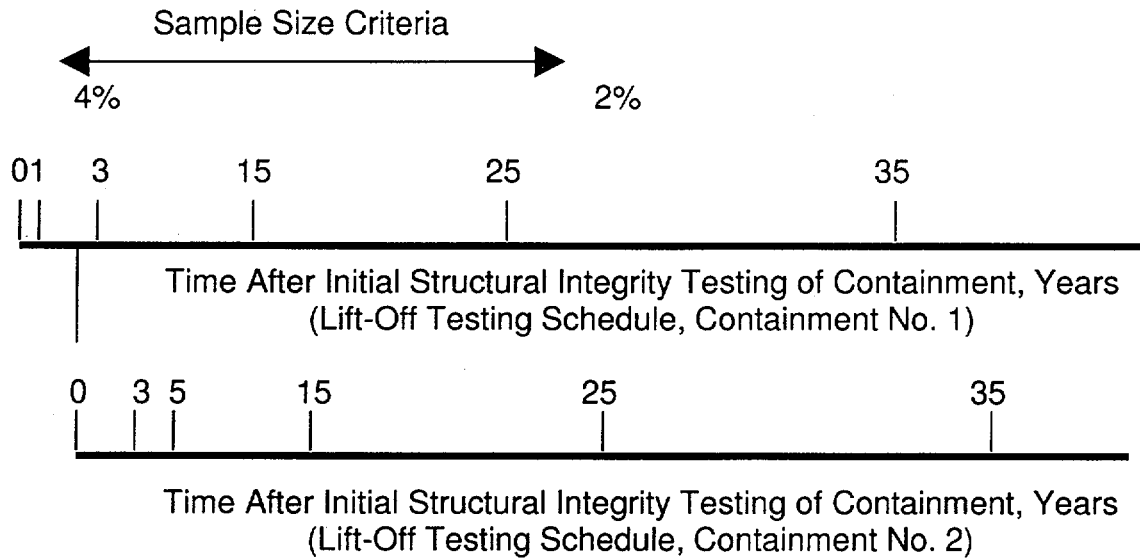 Sample Size Criteria
4% 2%
0 1 3 15 25 35
Time After Initial Structural Integrity Testing of Containment, Years
(Lift-Off Testing Schedule, Containment No. 1)
0 3 5 15 25 35
Time After Initial Structural Integrity Testing of Containment, Years
(Lift-Off Testing Schedule, Containment No. 2)